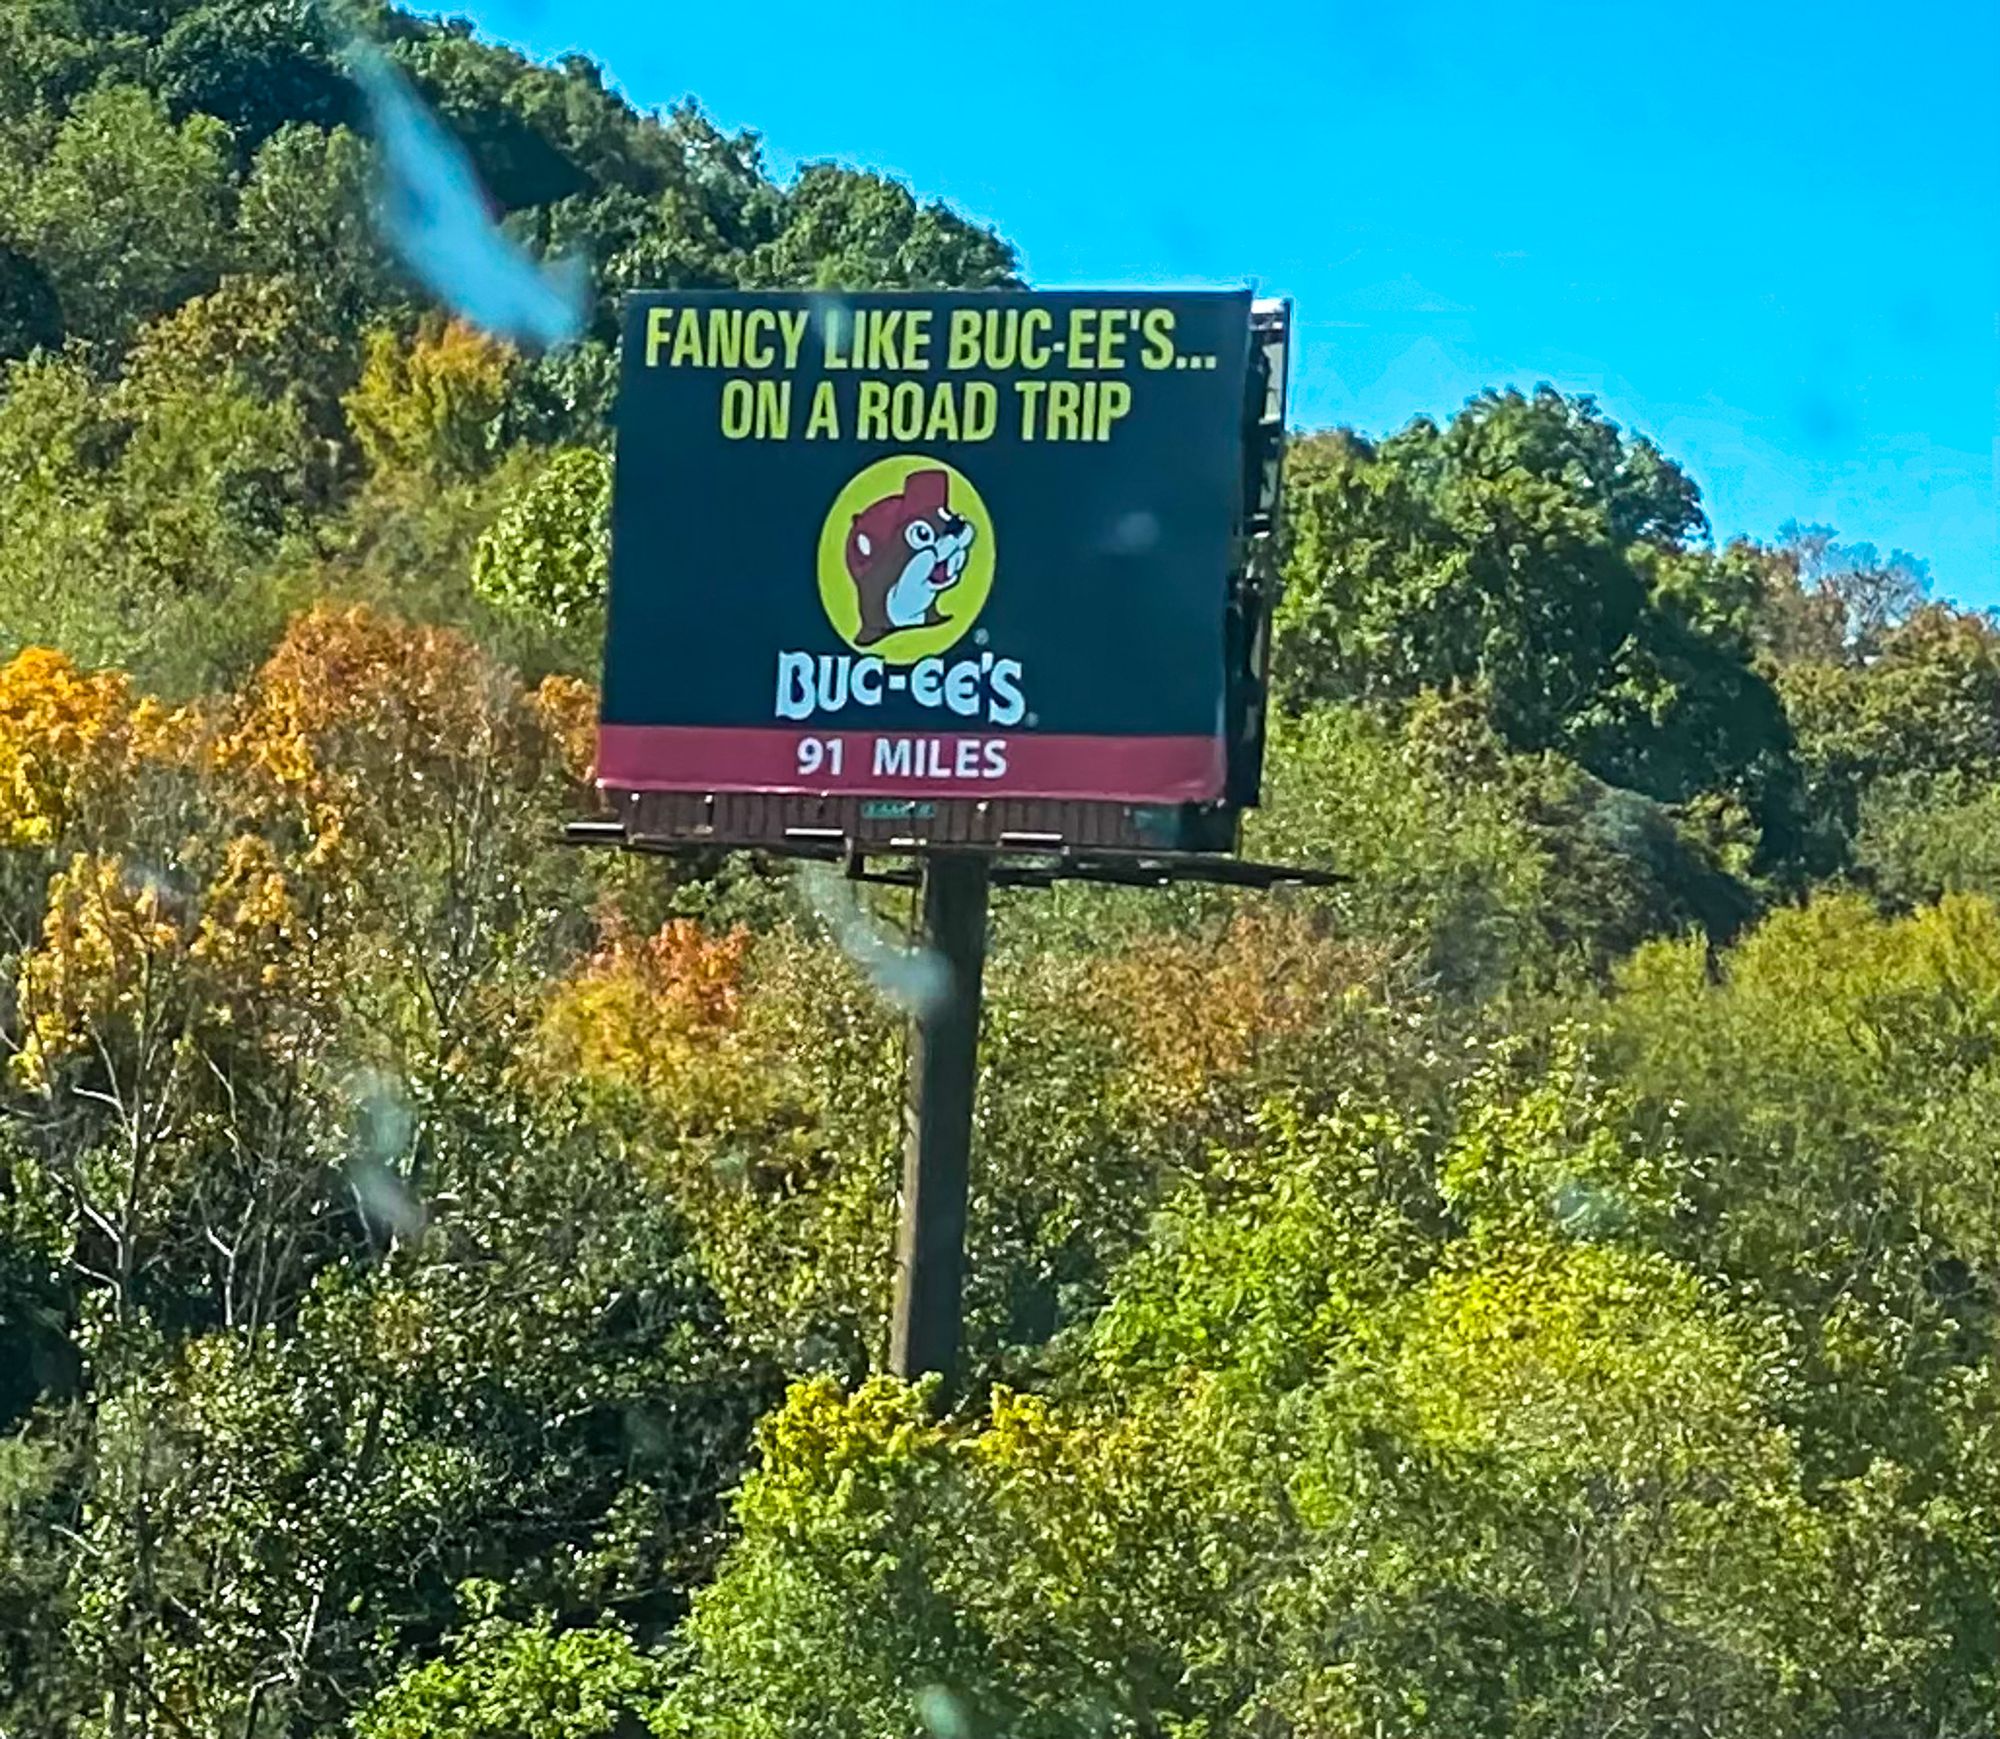 FANCY LIKE BUC-EE'S...
ON A ROAD TRIP
BUC-EE'S
91 MILES